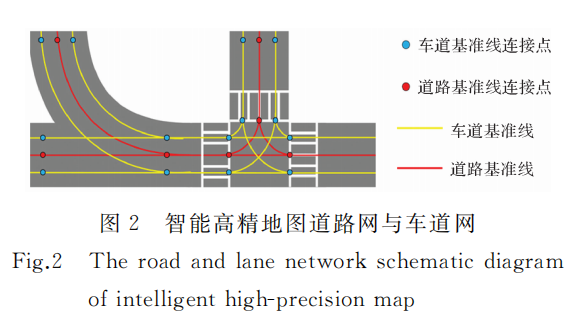 车道基准线连接点
道路基准线连接点
车道基准线
道路基准线
图 2 智能高精地图道路网与车道网
Fig.2 The road and lane network schematic diagram
of intelligent high-precision map